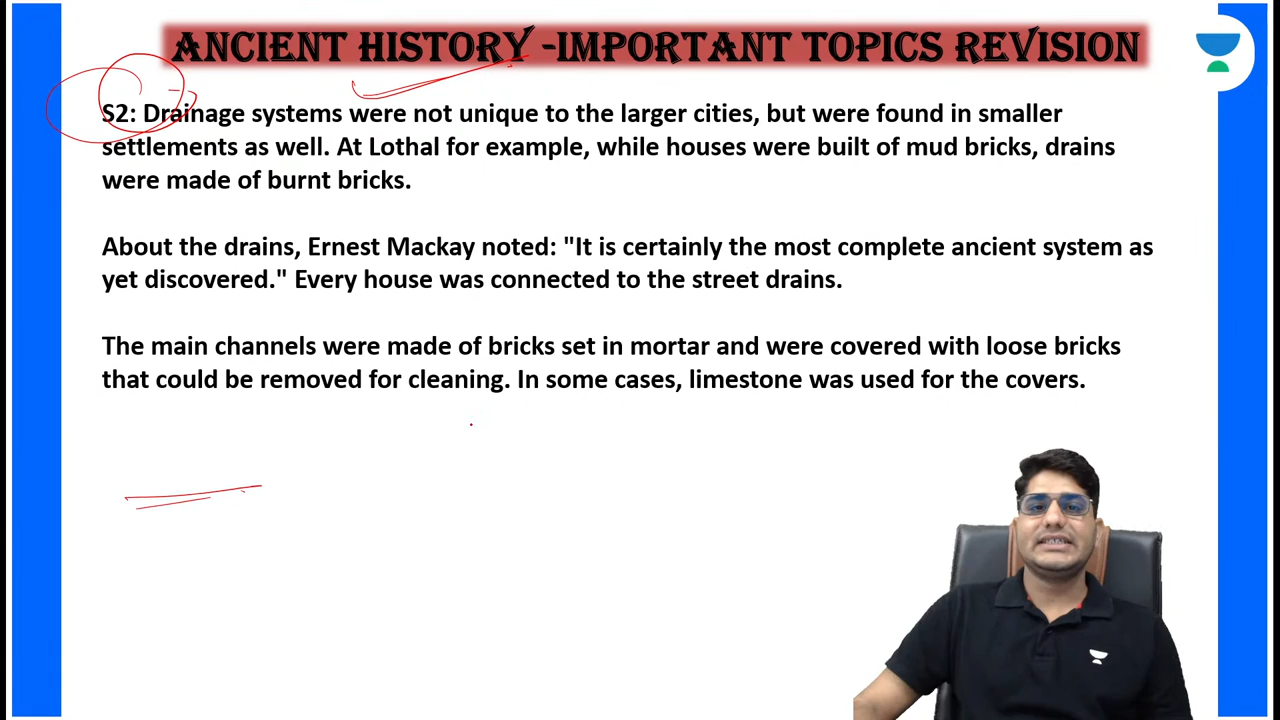 ANCIENT HISTORY -IMPORTANT TOPICS REVISION
S2: Drainage systems were not unique to the larger cities, but were found in smaller
settlements as well. At Lothal for example, while houses were built of mud bricks, drains
were made of burnt bricks.
About the drains, Ernest Mackay noted: "It is certainly the most complete ancient system as
yet discovered." Every house was connected to the street drains.
The main channels were made of bricks set in mortar and were covered with loose bricks
that could be removed for cleaning. In some cases, limestone was used for the covers.